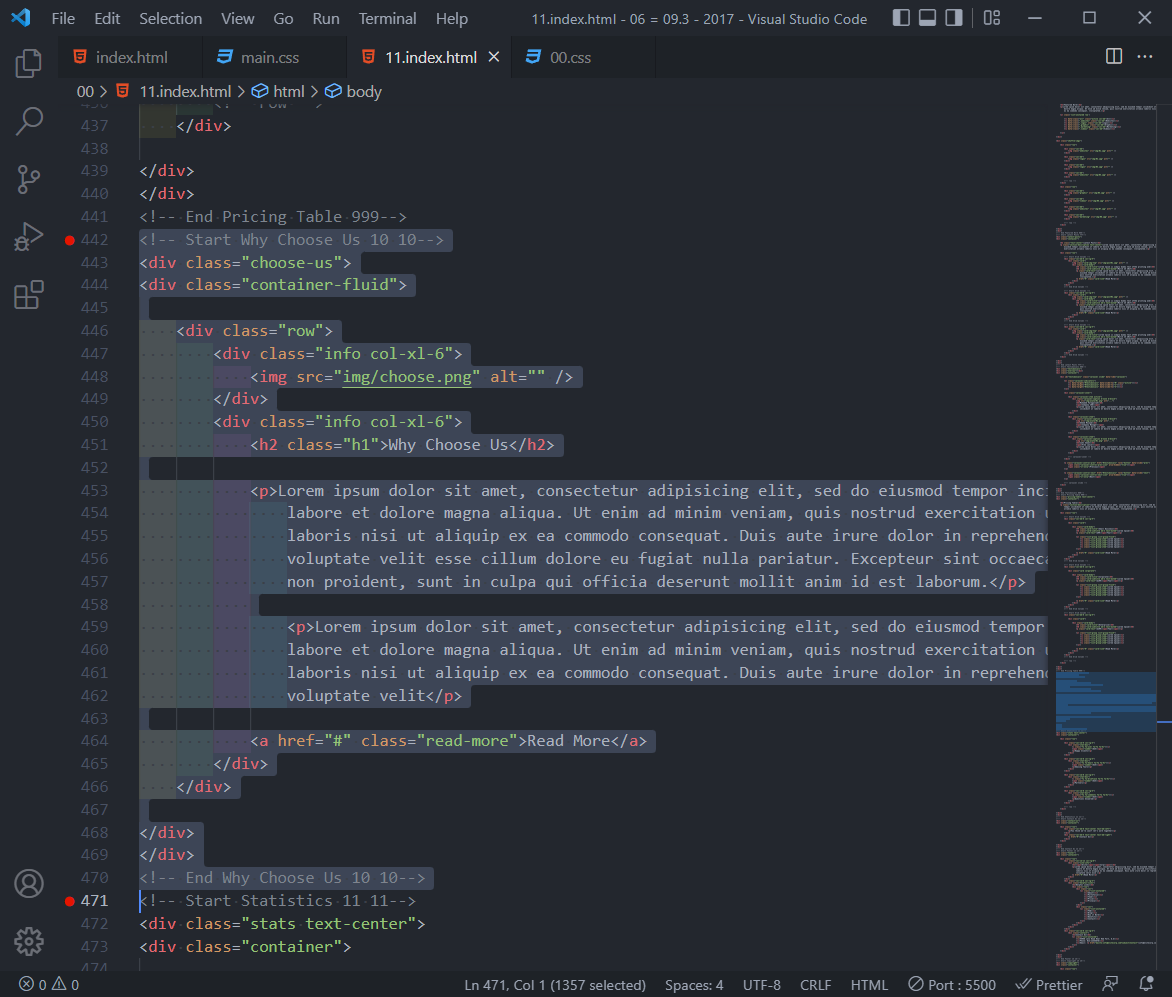 File Edit Selection View Go Run Terminal Help 11.index.html - 06 = 09.3 - 2017 - Visual Studio Code
index.html main.css 11.index.html 00.css
00 > 11.index.html > html > body
437 </div>
438
439 </div>
440 </div>
441 <!-- End Pricing Table 999-->
442 <!-- Start Why Choose Us 10 10-->
443 <div class="choose-us">
444 <div class="container-fluid">
445
446 <div class="row">
447 <div class="info col-xl-6">
448 <img src="img/choose.png" alt="" />
449 </div>
450 <div class="info col-xl-6">
451 <h2 class="h1">Why Choose Us</h2>
452
453 <p>Lorem ipsum dolor sit amet, consectetur adipisicing elit, sed do eiusmod tempor inci
454 labore et dolore magna aliqua. Ut enim ad minim veniam, quis nostrud exercitation
455 laboris nisi ut aliquip ex ea commodo consequat. Duis aute irure dolor in reprehend
456 voluptate velit esse cillum dolore eu fugiat nulla pariatur. Excepteur sint occaeca
457 non proident, sunt in culpa qui officia deserunt mollit anim id est laborum.</p>
458
459 <p>Lorem ipsum dolor sit amet, consectetur adipisicing elit, sed do eiusmod tempor
460 labore et dolore magna aliqua. Ut enim ad minim veniam, quis nostrud exercitation
461 laboris nisi ut aliquip ex ea commodo consequat. Duis aute irure dolor in reprehend
462 voluptate velit</p>
463
464 <a href="#" class="read-more">Read More</a>
465 </div>
466 </div>
467
468 </div>
469 </div>
470 <!-- End Why Choose Us 10 10-->
471 <!-- Start Statistics 11 11-->
472 <div class="stats text-center">
473 <div class="container">
474
0 0 Ln 471, Col 1 (1357 selected) Spaces: 4 UTF-8 CRLF HTML Port : 5500 Prettier